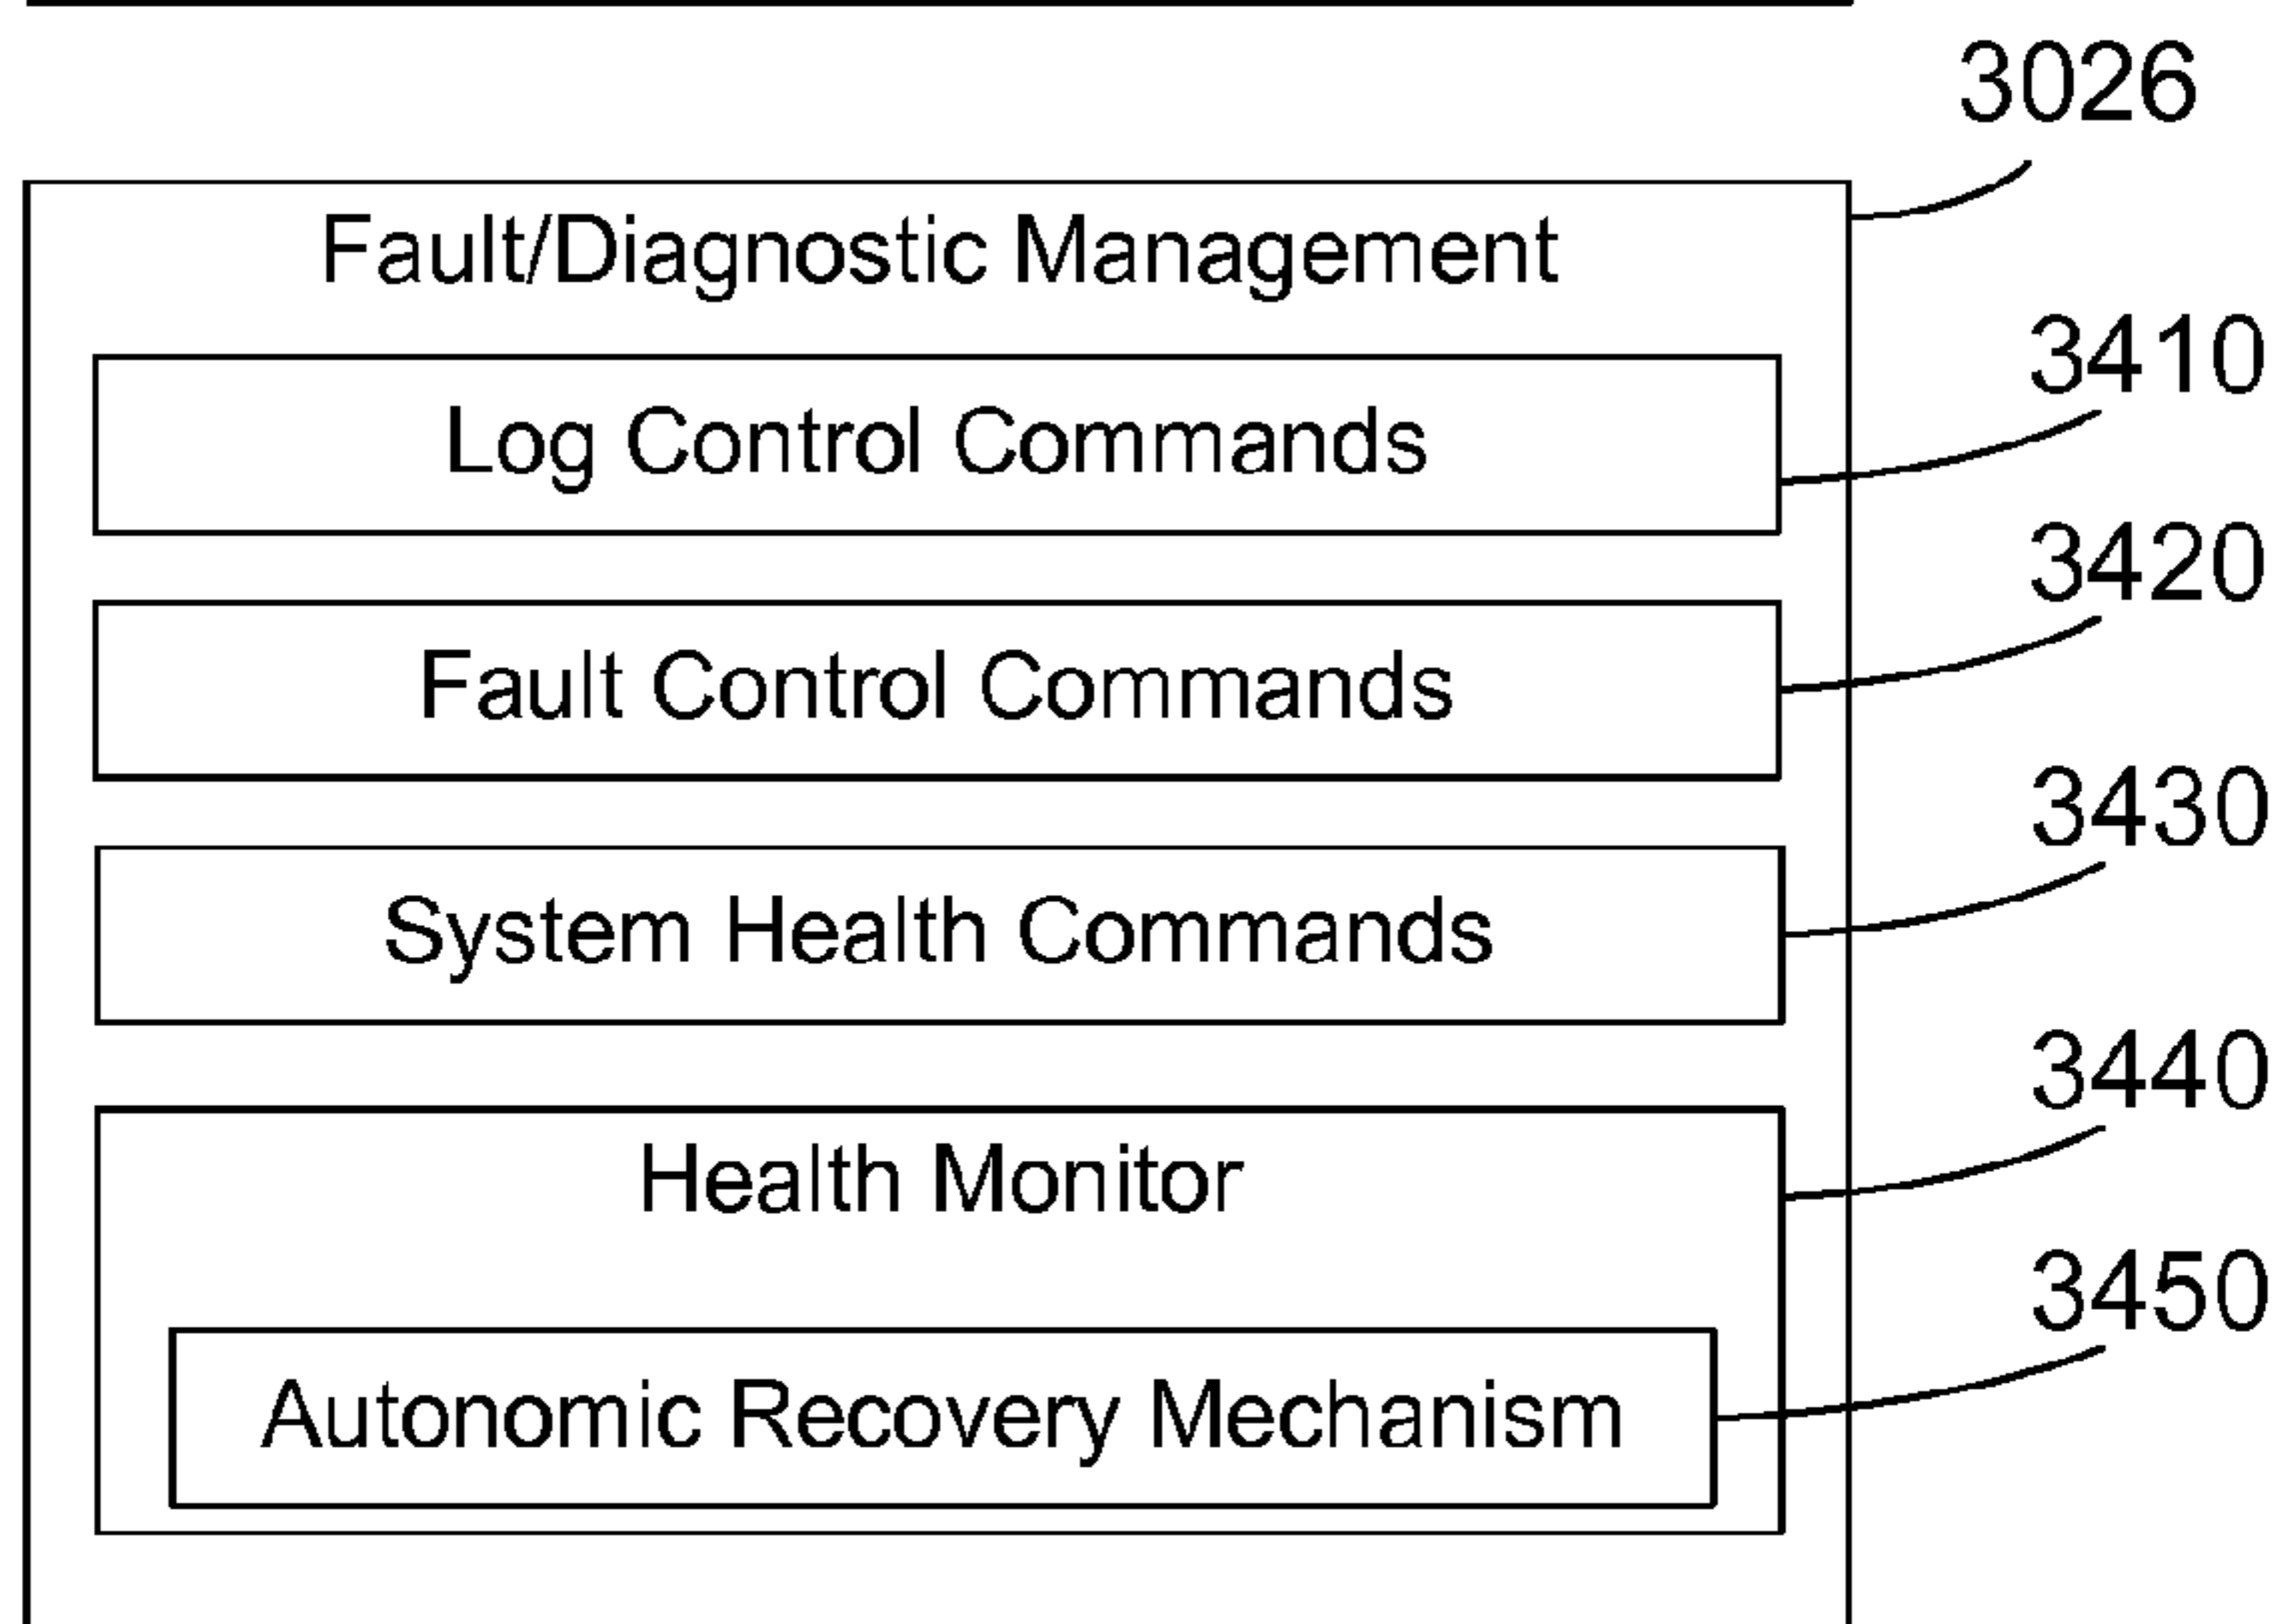 3026
Fault/Diagnostic Management
3410
Log Control Commands
3420
Fault Control Commands
3430
System Health Commands
3440
Health Monitor
3450
Autonomic Recovery Mechanism